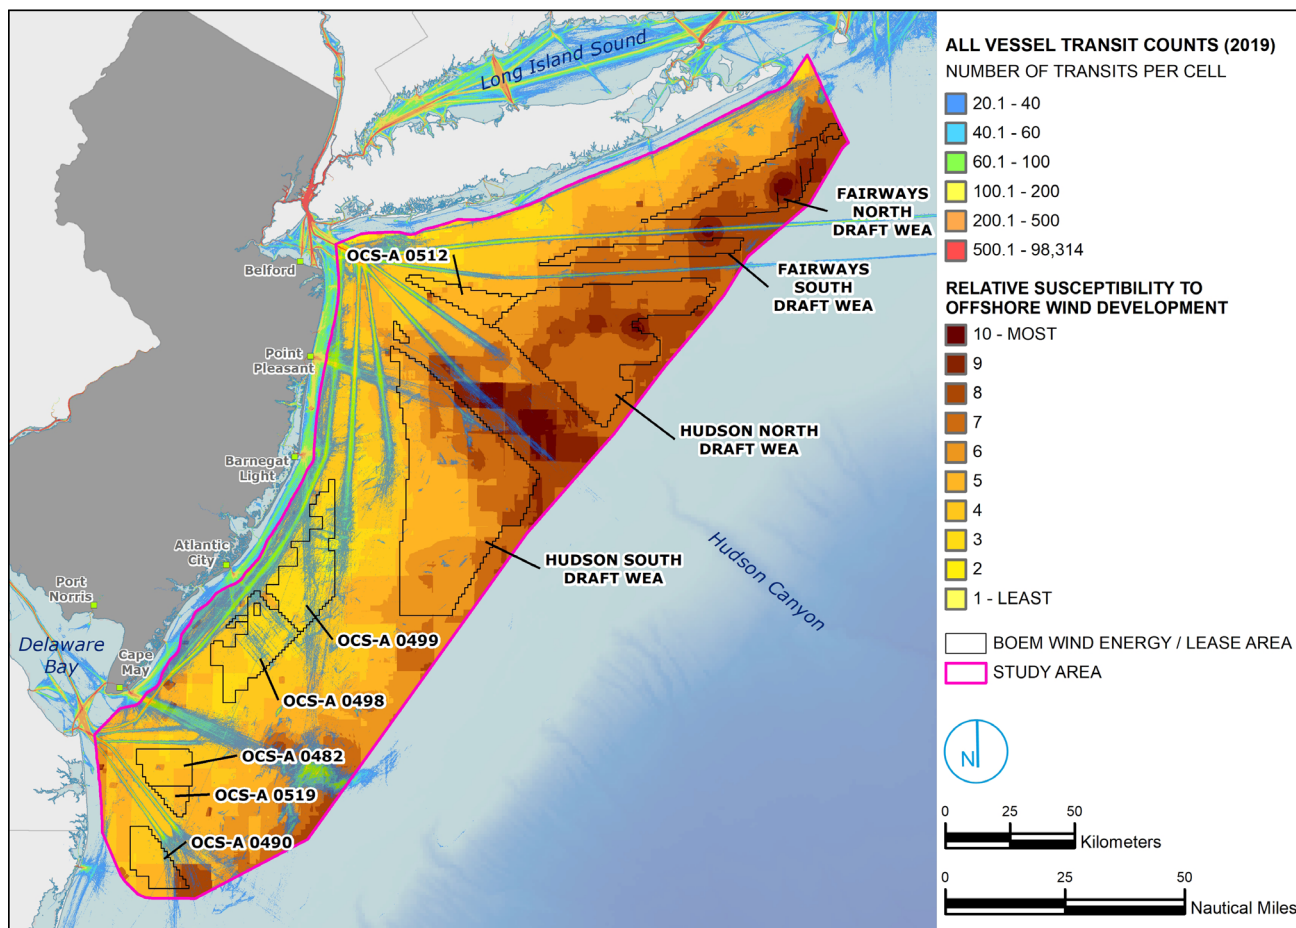 Long Island Sound
FAIRWAYS
NORTH
DRAFT WEA
OCS-A 0512
Belford
FAIRWAYS
SOUTH
DRAFT WEA
Point
Pleasant
HUDSON NORTH
DRAFT WEA
Barnegat
Light
Atlantic
City
HUDSON SOUTH
DRAFT WEA
Hudson Canyon
Port
Norris
OCS-A 0499
Delaware
Bay
Cape
May
OCS-A 0498
OCS-A 0482
OCS-A 0519
OCS-A 0490
ALL VESSEL TRANSIT COUNTS (2019)
NUMBER OF TRANSITS PER CELL
20.1 - 40
40.1 - 60
60.1 - 100
100.1 - 200
200.1 - 500
500.1 - 98,314
RELATIVE SUSCEPTIBILITY TO
OFFSHORE WIND DEVELOPMENT
10 - MOST
9
8
7
6
5
4
3
2
1 - LEAST
BOEM WIND ENERGY / LEASE AREA
STUDY AREA
N
0 25 50
Kilometers
0 25 50
Nautical Miles